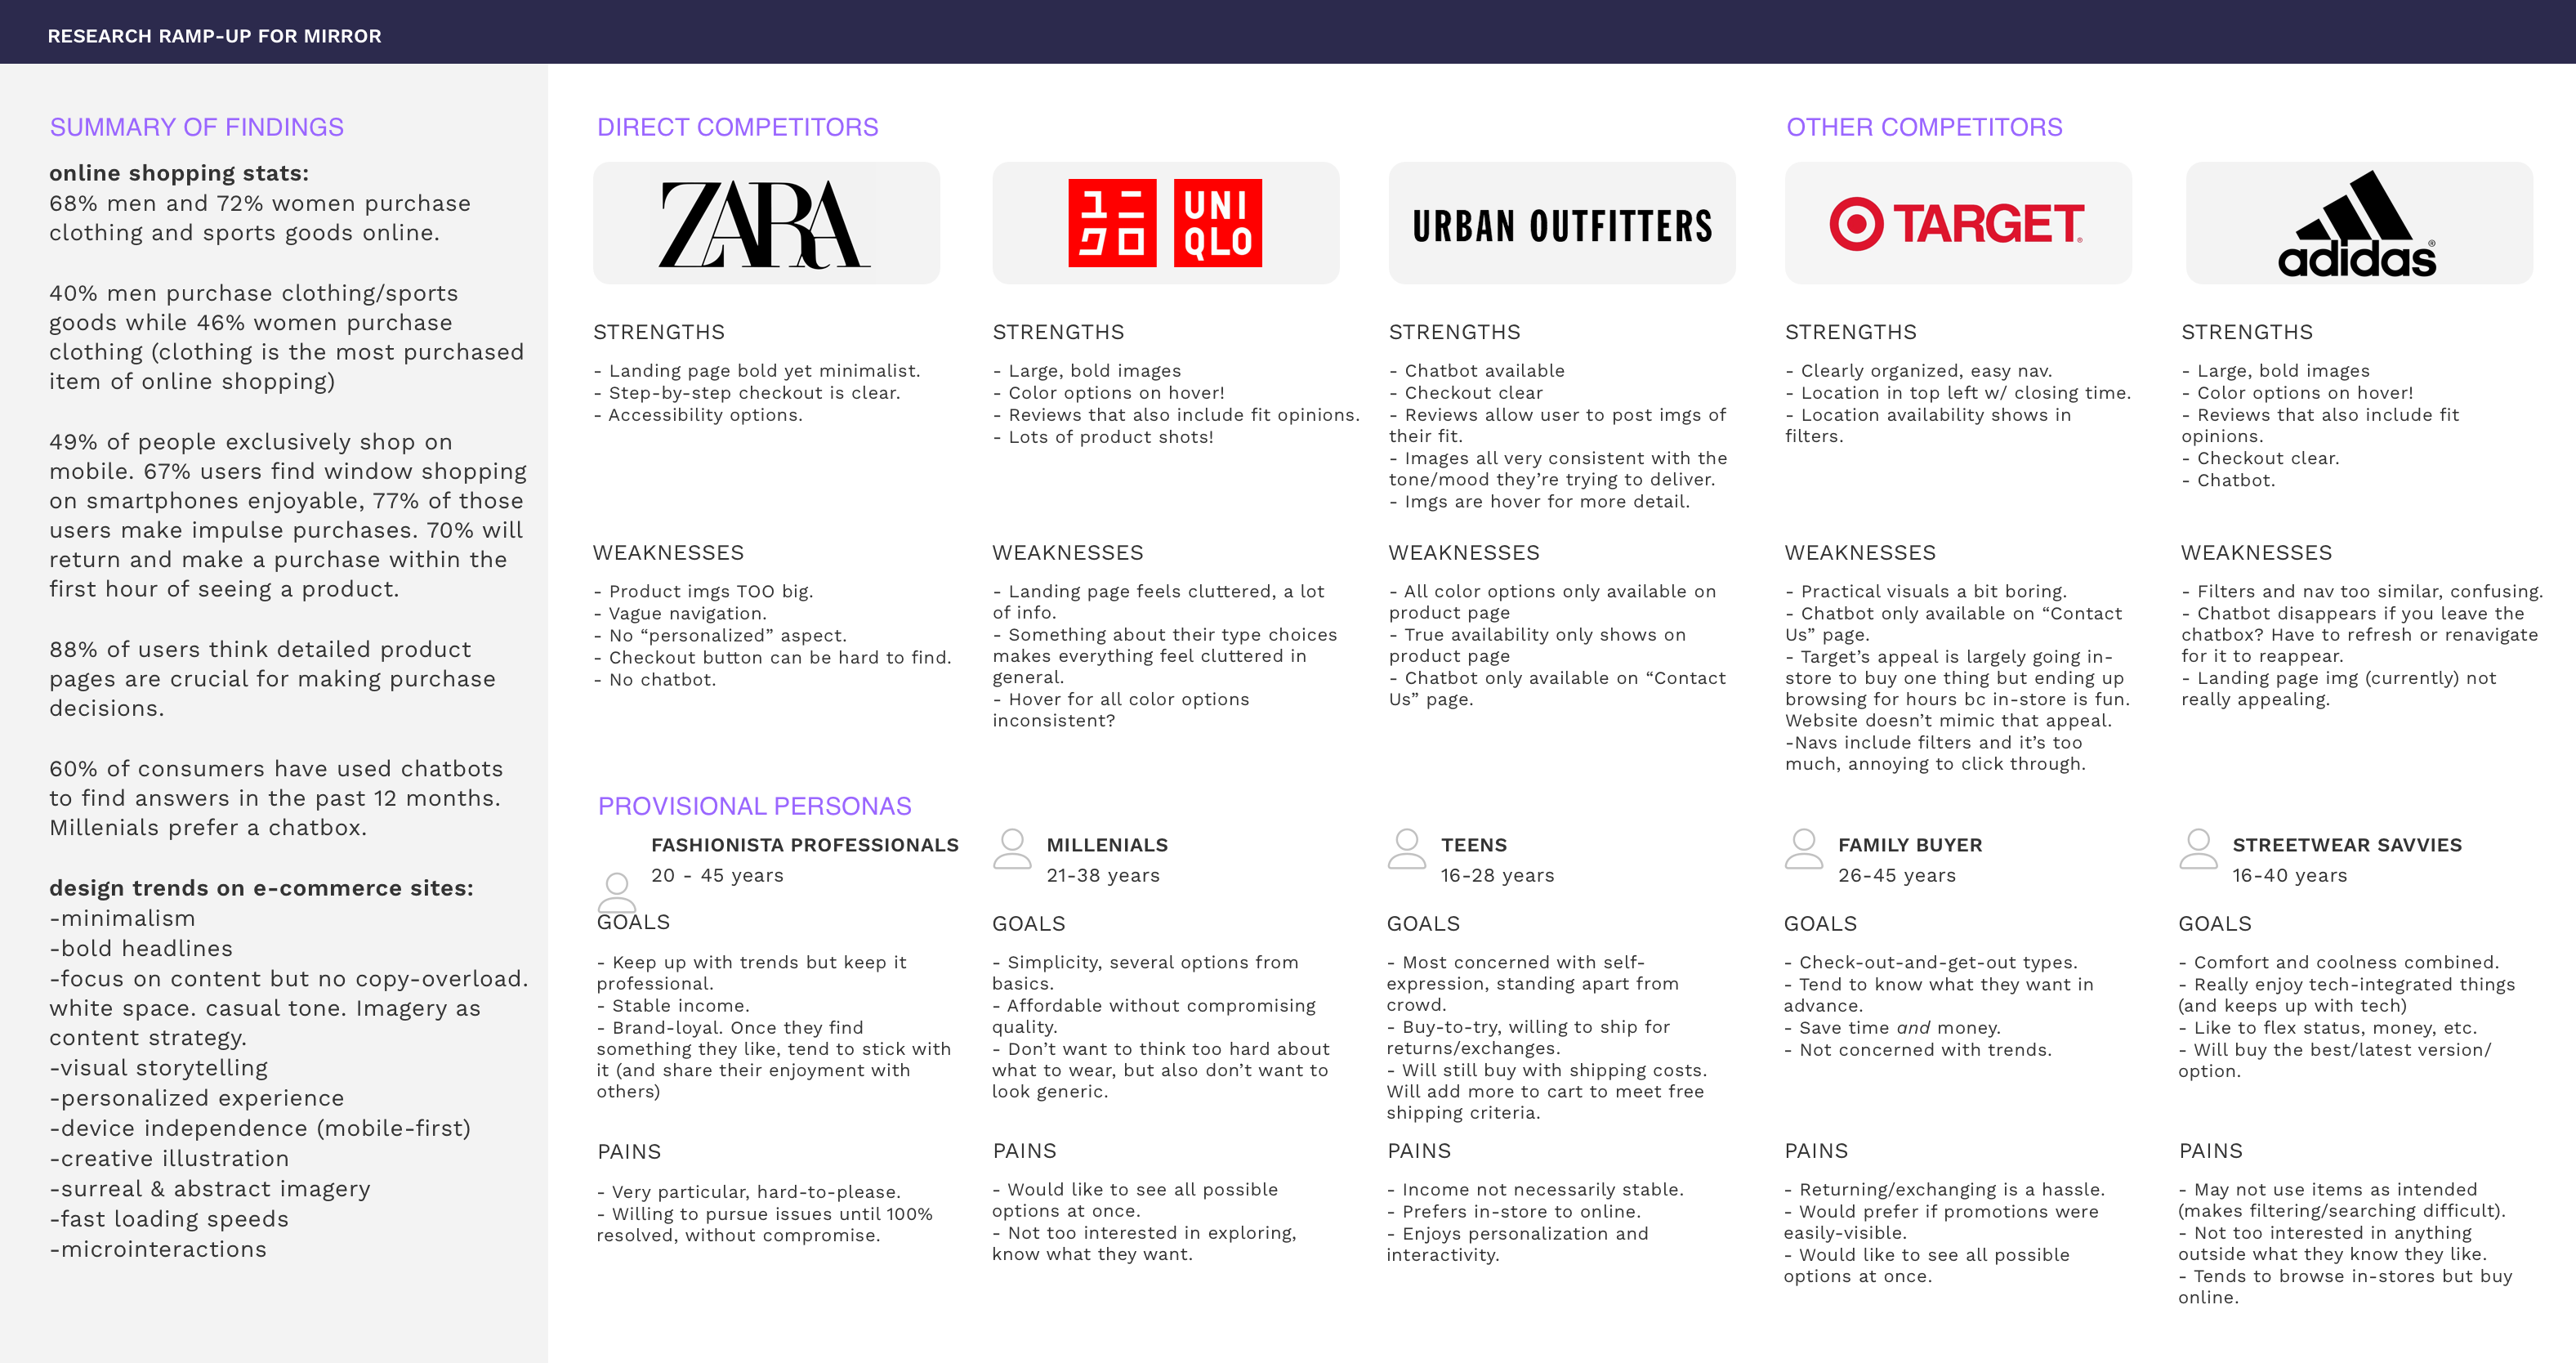 RESEARCH RAMP-UP FOR MIRROR
SUMMARY OF FINDINGS
online shopping stats:
68% men and 72% women purchase
clothing and sports goods online.
40% men purchase clothing/sports
goods while 46% women purchase
clothing (clothing is the most purchased
item of online shopping)
49% of people exclusively shop on
mobile. 67% users find window shopping
on smartphones enjoyable, 77% of those
users make impulse purchases. 70% will
return and make a purchase within the
first hour of seeing a product.
88% of users think detailed product
pages are crucial for making purchase
decisions.
60% of consumers have used chatbots
to find answers in the past 12 months.
Millenials prefer a chatbox.
design trends on e-commerce sites:
-minimalism
-bold headlines
-focus on content but no copy-overload.
white space. casual tone. Imagery as
content strategy.
-visual storytelling
-personalized experience
-device independence (mobile-first)
-creative illustration
-surreal & abstract imagery
-fast loading speeds
-microinteractions
DIRECT COMPETITORS
ZARA
STRENGTHS
- Landing page bold yet minimalist.
- Step-by-step checkout is clear.
- Accessibility options.
WEAKNESSES
- Product imgs TOO big.
- Vague navigation.
- No “personalized” aspect.
- Checkout button can be hard to find.
- No chatbot.
ユニ
クロ
UNI
QLO
STRENGTHS
- Large, bold images
- Color options on hover!
- Reviews that also include fit opinions.
- Lots of product shots!
WEAKNESSES
- Landing page feels cluttered, a lot
of info.
- Something about their type choices
makes everything feel cluttered in
general.
- Hover for all color options
inconsistent?
URBAN OUTFITTERS
STRENGTHS
- Chatbot available
- Checkout clear
- Reviews allow user to post imgs of
their fit.
- Images all very consistent with the
tone/mood they’re trying to deliver.
- Imgs are hover for more detail.
WEAKNESSES
- All color options only available on
product page
- True availability only shows on
product page
- Chatbot only available on “Contact
Us” page.
OTHER COMPETITORS
TARGET®
STRENGTHS
- Clearly organized, easy nav.
- Location in top left w/ closing time.
- Location availability shows in
filters.
WEAKNESSES
- Practical visuals a bit boring.
- Chatbot only available on “Contact
Us” page.
- Target’s appeal is largely going in-
store to buy one thing but ending up
browsing for hours bc in-store is fun.
Website doesn’t mimic that appeal.
-Navs include filters and it’s too
much, annoying to click through.
adidas®
STRENGTHS
- Large, bold images
- Color options on hover!
- Reviews that also include fit
opinions.
- Checkout clear.
- Chatbot.
WEAKNESSES
- Filters and nav too similar, confusing.
- Chatbot disappears if you leave the
chatbox? Have to refresh or renavigate
for it to reappear.
- Landing page img (currently) not
really appealing.
PROVISIONAL PERSONAS
FASHIONISTA PROFESSIONALS
20 - 45 years
GOALS
- Keep up with trends but keep it
professional.
- Stable income.
- Brand-loyal. Once they find
something they like, tend to stick with
it (and share their enjoyment with
others)
PAINS
- Very particular, hard-to-please.
- Willing to pursue issues until 100%
resolved, without compromise.
MILLENIALS
21-38 years
GOALS
- Simplicity, several options from
basics.
- Affordable without compromising
quality.
- Don’t want to think too hard about
what to wear, but also don’t want to
look generic.
PAINS
- Would like to see all possible
options at once.
- Not too interested in exploring,
know what they want.
TEENS
16-28 years
GOALS
- Most concerned with self-
expression, standing apart from
crowd.
- Buy-to-try, willing to ship for
returns/exchanges.
- Will still buy with shipping costs.
Will add more to cart to meet free
shipping criteria.
PAINS
- Income not necessarily stable.
- Prefers in-store to online.
- Enjoys personalization and
interactivity.
FAMILY BUYER
26-45 years
GOALS
- Check-out-and-get-out types.
- Tend to know what they want in
advance.
- Save time and money.
- Not concerned with trends.
PAINS
- Returning/exchanging is a hassle.
- Would prefer if promotions were
easily-visible.
- Would like to see all possible
options at once.
STREETWEAR SAVVIES
16-40 years
GOALS
- Comfort and coolness combined.
- Really enjoy tech-integrated things
(and keeps up with tech)
- Like to flex status, money, etc.
- Will buy the best/latest version/
option.
PAINS
- May not use items as intended
(makes filtering/searching difficult).
- Not too interested in anything
outside what they know they like.
- Tends to browse in-stores but buy
online.